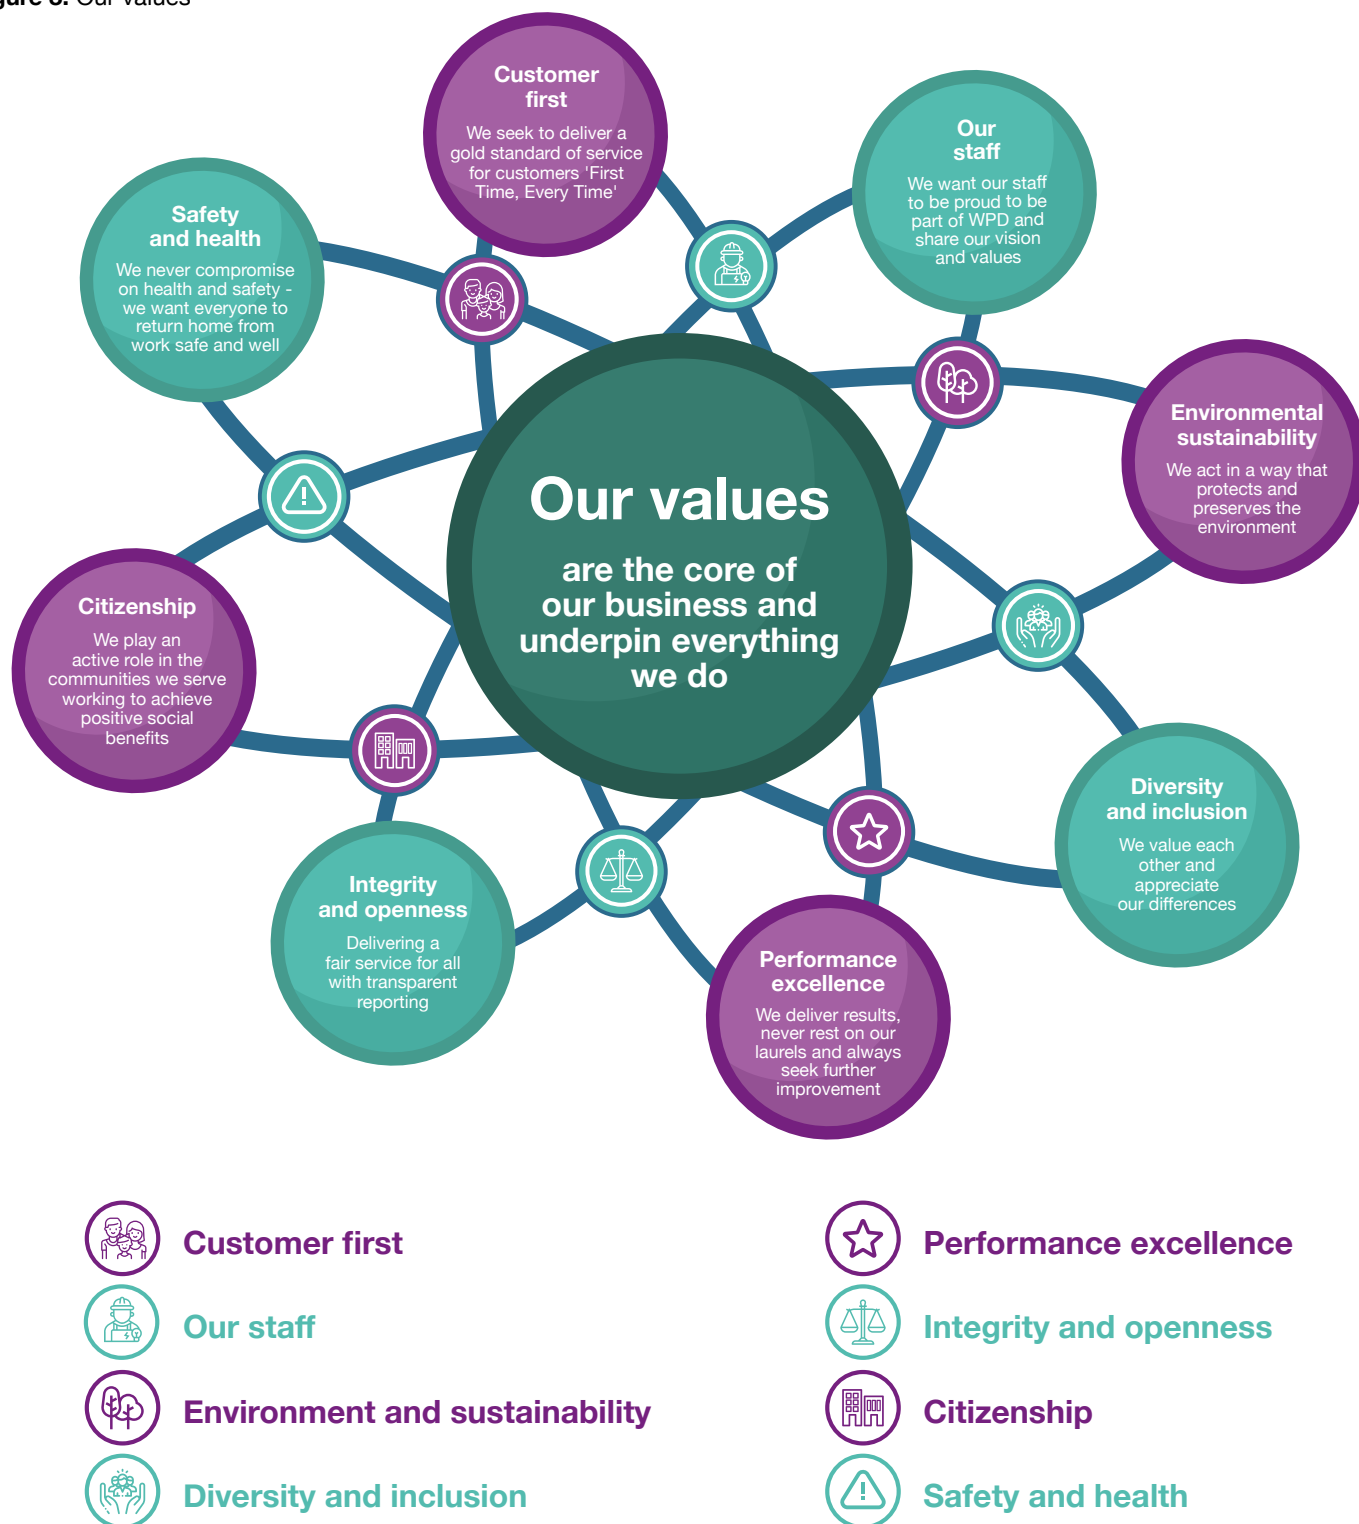 Figure 3. Our values
Customer
first
We seek to deliver a
gold standard of service
for customers 'First
Time, Every Time'
Our
staff
We want our staff
to be proud to be
part of WPD and
share our vision
and values
Safety
and health
We never compromise
on health and safety -
we want everyone to
return home from
work safe and well
Environmental
sustainability
We act in a way that
protects and
preserves the
environment
Our values
are the core of
our business and
underpin everything
we do
Citizenship
We play an
active role in the
communities we serve
working to achieve
positive social
benefits
Diversity
and inclusion
We value each
other and
appreciate
our differences
Integrity
and openness
Delivering a
fair service for all
with transparent
reporting
Performance
excellence
We deliver results,
never rest on our
laurels and always
seek further
improvement
Customer first
Our staff
Environment and sustainability
Diversity and inclusion
Performance excellence
Integrity and openness
Citizenship
Safety and health